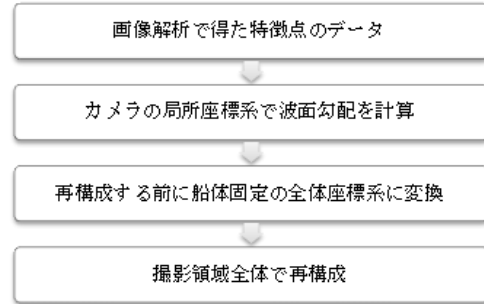 画像解析で得た特徴点のデータ
カメラの局所座標系で波面勾配を計算
再構成する前に船体固定の全体座標系に変換
撮影領域全体で再構成